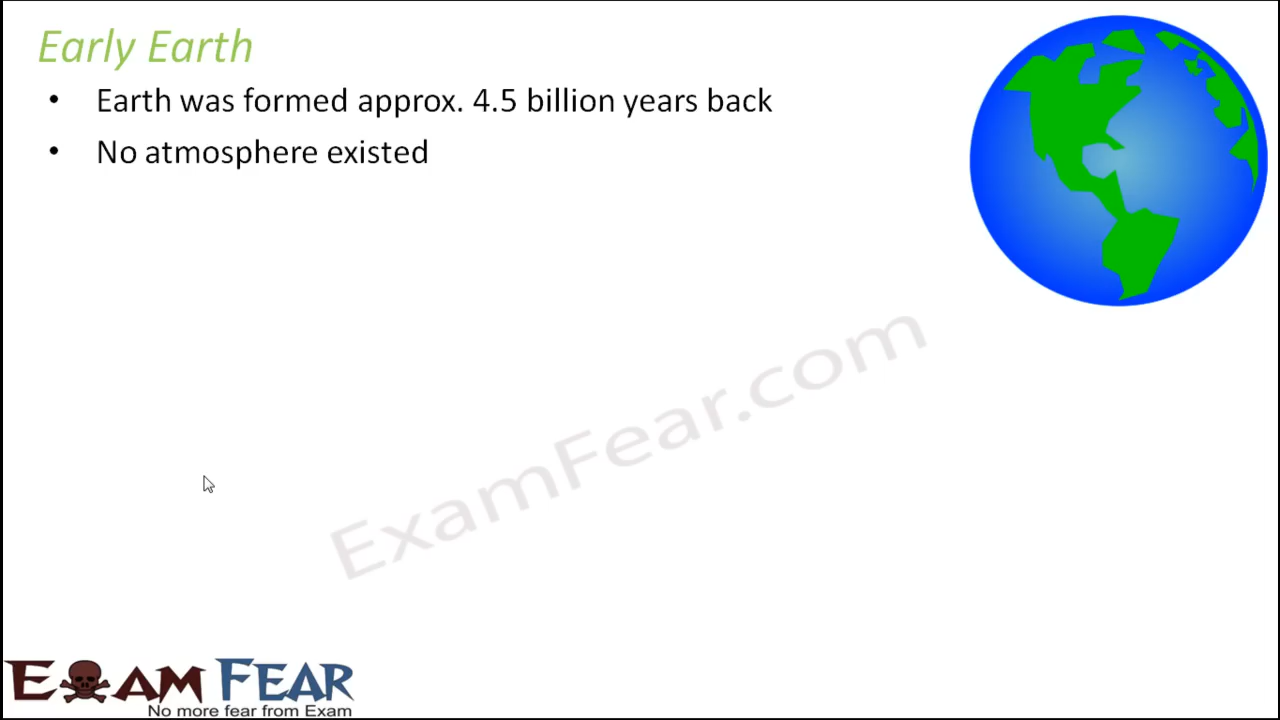 Early Earth
• Earth was formed approx. 4.5 billion years back
• No atmosphere existed
ExamFear.com
EXAM FEAR
No more fear from Exam